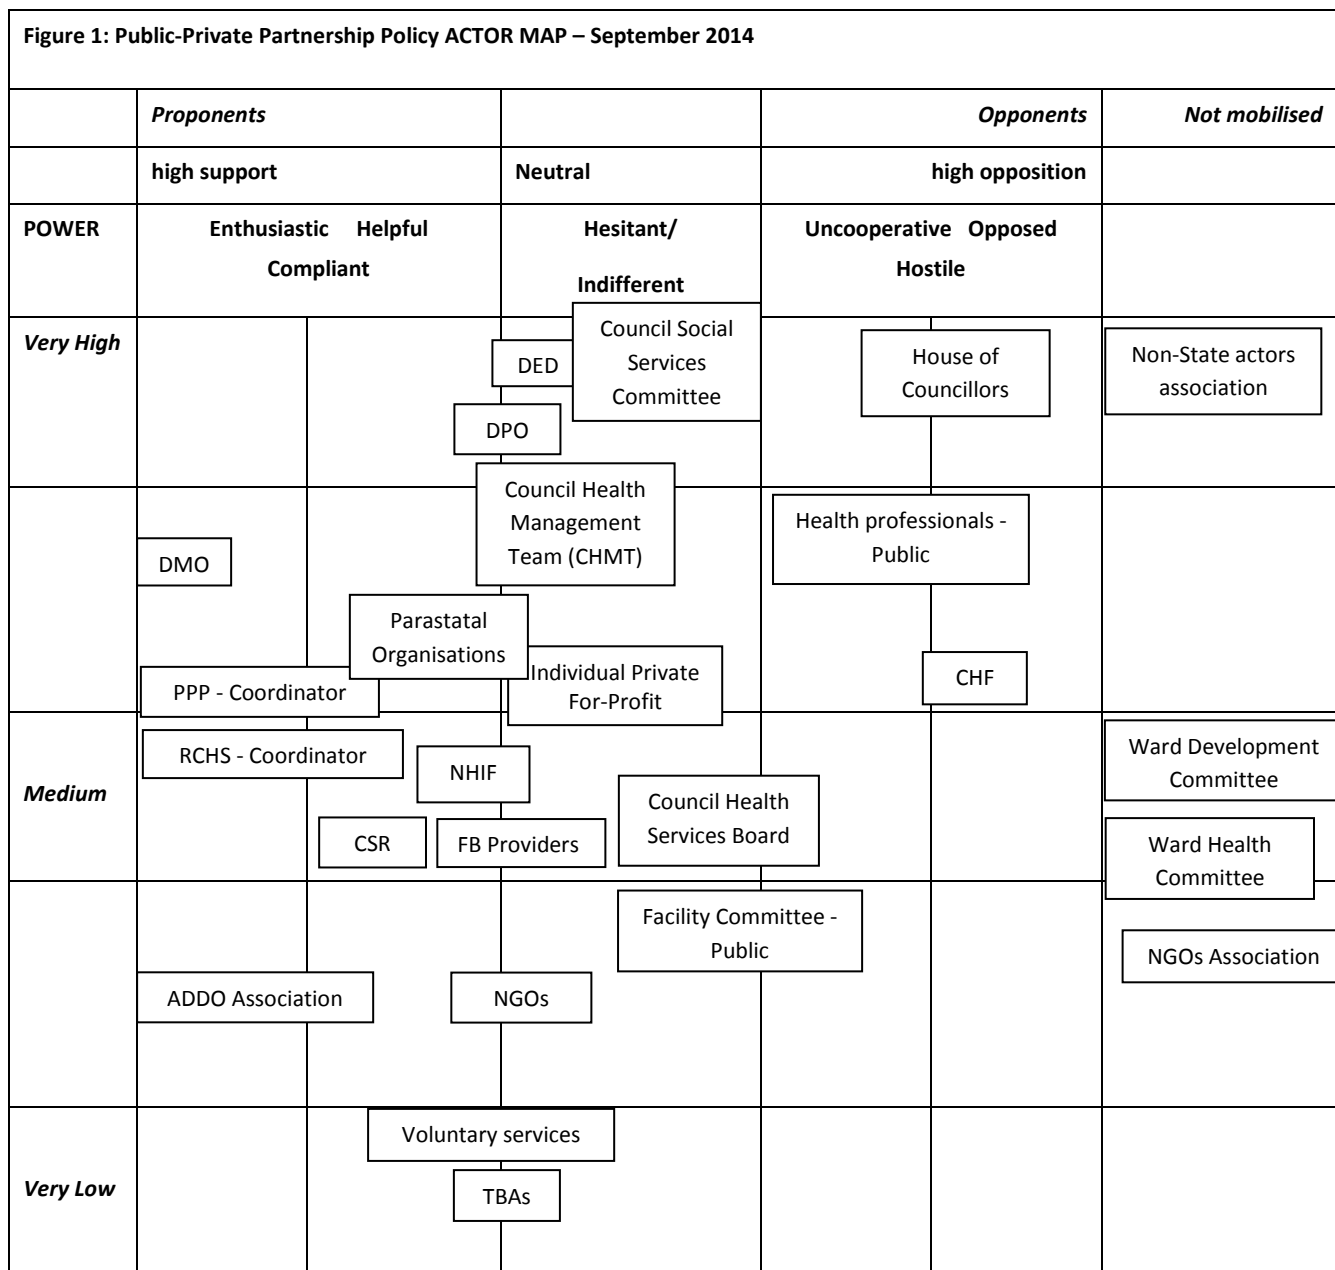 Figure 1: Public-Private Partnership Policy ACTOR MAP – September 2014
Proponents
Opponents
Not mobilised
high support
Neutral
high opposition
POWER
Enthusiastic Helpful
Compliant
Hesitant/
Indifferent
Uncooperative Opposed
Hostile
Very High
DED
Council Social
Services
Committee
House of
Councillors
Non-State actors
association
DPO
Council Health
Management
Team (CHMT)
Health professionals -
Public
DMO
Parastatal
Organisations
Individual Private
For-Profit
CHF
PPP - Coordinator
RCHS - Coordinator
NHIF
Ward Development
Committee
Medium
Council Health
Services Board
CSR
FB Providers
Ward Health
Committee
Facility Committee -
Public
NGOs Association
ADDO Association
NGOs
Voluntary services
Very Low
TBAs